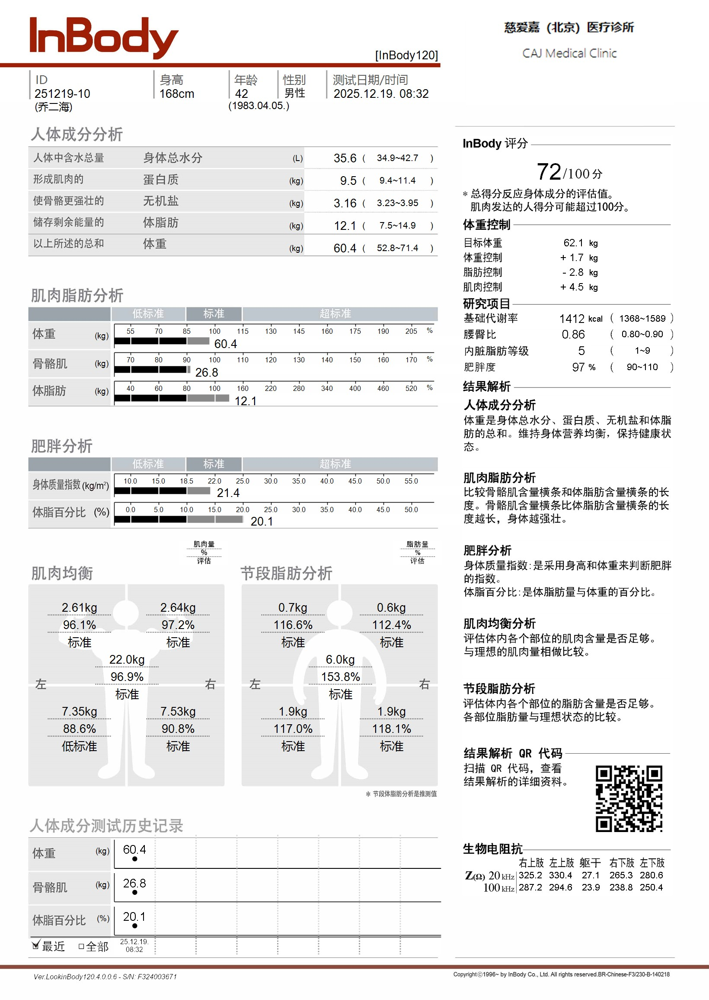 InBody
[InBody120]
慈爱嘉（北京）医疗诊所
CAJ Medical Clinic
ID 身高 年龄 性别 测试日期/时间
251219-10 168cm 42 男性 2025.12.19. 08:32
(乔二海) (1983.04.05.)
人体成分分析
人体中含水总量 身体总水分 (L) 35.6 ( 34.9~42.7 )
形成肌肉的 蛋白质 (kg) 9.5 ( 9.4~11.4 )
使骨骼更强壮的 无机盐 (kg) 3.16 ( 3.23~3.95 )
储存剩余能量的 体脂肪 (kg) 12.1 ( 7.5~14.9 )
以上所述的总和 体重 (kg) 60.4 ( 52.8~71.4 )
肌肉脂肪分析
低标准 标准 超标准
体重 (kg) 55 70 85 100 115 130 145 160 175 190 205 %
60.4
骨骼肌 (kg) 70 80 90 100 110 120 130 140 150 160 170 %
26.8
体脂肪 (kg) 40 60 80 100 160 220 280 340 400 460 520 %
12.1
肥胖分析
低标准 标准 超标准
身体质量指数 (kg/m²) 10.0 15.0 18.5 22.0 25.0 30.0 35.0 40.0 45.0 50.0 55.0
21.4
体脂百分比 (%) 0.0 5.0 10.0 15.0 20.0 25.0 30.0 35.0 40.0 45.0 50.0
20.1
肌肉量
%
评估
肌肉均衡
2.61kg 2.64kg
96.1% 97.2%
标准 标准
22.0kg
96.9%
左 标准 右
7.35kg 7.53kg
88.6% 90.8%
低标准 标准
脂肪量
%
评估
节段脂肪分析
0.7kg 0.6kg
116.6% 112.4%
标准 标准
6.0kg
153.8%
左 标准 右
1.9kg 1.9kg
117.0% 118.1%
标准 标准
* 节段体脂肪分析是推测值
人体成分测试历史记录
体重 (kg) 60.4
骨骼肌 (kg) 26.8
体脂百分比 (%) 20.1
最近 全部 25.12.19.
08:32
InBody 评分
72/100 分
* 总得分反应身体成分的评估值。
肌肉发达的人得分可能超过100分。
体重控制
目标体重 62.1 kg
体重控制 + 1.7 kg
脂肪控制 - 2.8 kg
肌肉控制 + 4.5 kg
研究项目
基础代谢率 1412 kcal ( 1368~1589 )
腰臀比 0.86 ( 0.80~0.90 )
内脏脂肪等级 5 ( 1~9 )
肥胖度 97 % ( 90~110 )
结果解析
人体成分分析
体重是身体总水分、蛋白质、无机盐和体脂
肪的总和。维持身体营养均衡，保持健康状
态。
肌肉脂肪分析
比较骨骼肌含量横条和体脂肪含量横条的长
度。骨骼肌含量横条比体脂肪含量横条的长
度越长，身体越强壮。
肥胖分析
身体质量指数:是采用身高和体重来判断肥胖
的指数。
体脂百分比:是体脂肪量与体重的百分比。
肌肉均衡分析
评估体内各个部位的肌肉含量是否足够。
与理想的肌肉量相做比较。
节段脂肪分析
评估体内各个部位的脂肪含量是否足够。
各部位脂肪量与理想状态的比较。
结果解析 QR 代码
扫描 QR 代码，查看
结果解析的详细资料。
生物电阻抗
右上肢 左上肢 躯干 右下肢 左下肢
Z(Ω) 20 kHz 325.2 330.4 27.1 265.3 280.6
100 kHz 287.2 294.6 23.9 238.8 250.4
Ver.LookinBody120.4.0.0.6 - S/N: F324003671
Copyright©1996~ by InBody Co., Ltd. All rights reserved.BR-Chinese-F3/230-B-140218